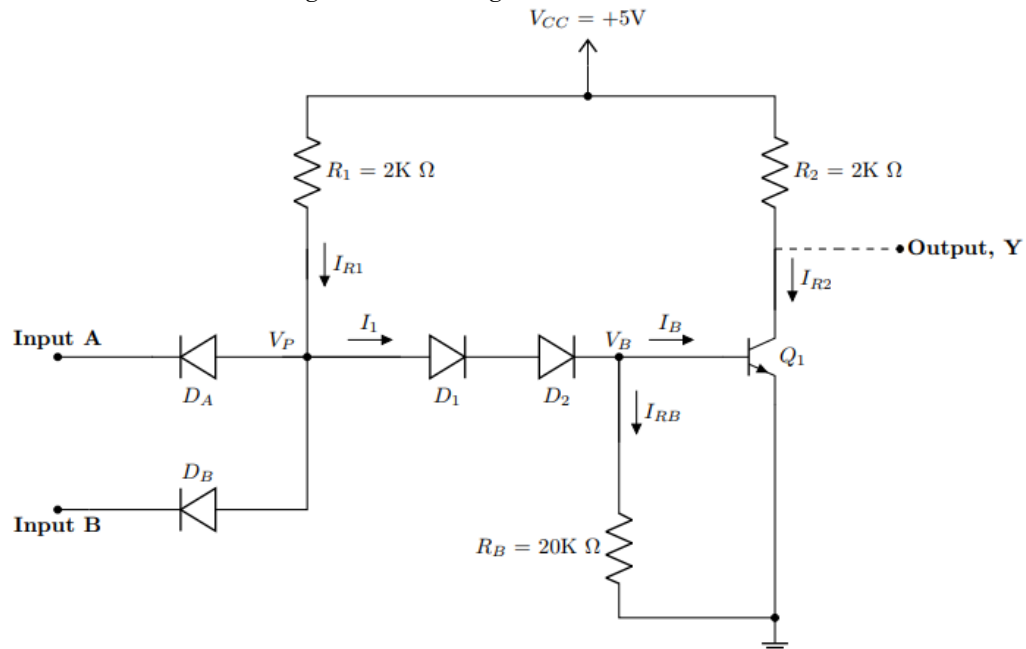 V_CC = +5V
R_1 = 2K Ω
R_2 = 2K Ω
Output, Y
I_R1
I_R2
Input A
V_P
I_1
V_B
I_B
Q_1
D_A
D_1
D_2
I_RB
D_B
Input B
R_B = 20K Ω